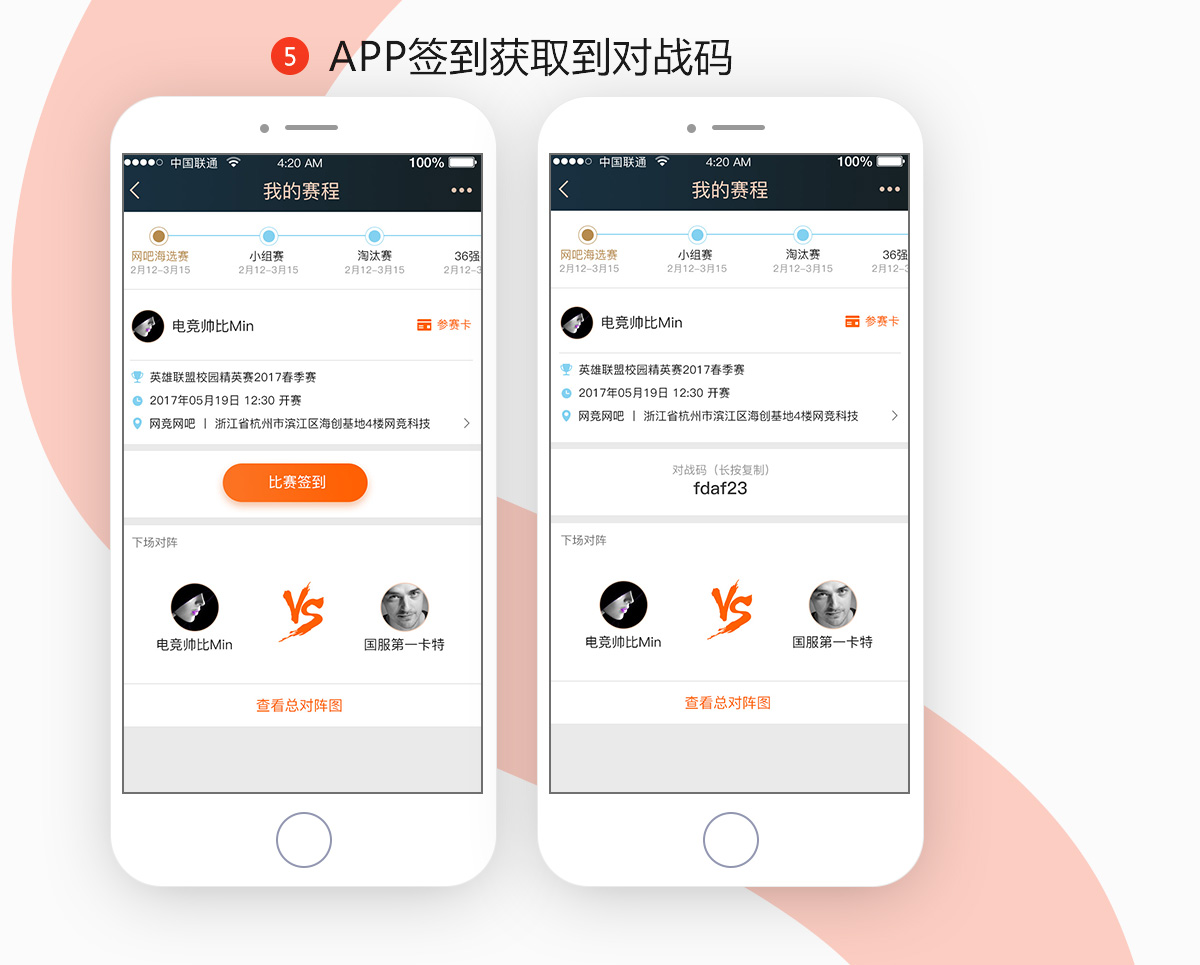 5 APP签到获取到对战码
中国联通 4:20 AM 100%
我的赛程
网吧海选赛 小组赛 淘汰赛 36强
2月12-3月15 2月12-3月15 2月12-3月15 2月12-3
电竞帅比Min 参赛卡
英雄联盟校园精英赛2017春季赛
2017年05月19日 12:30 开赛
网竞网吧 | 浙江省杭州市滨江区海创基地4楼网竞科技
比赛签到
下场对阵
VS
电竞帅比Min 国服第一卡特
查看总对阵图
中国联通 4:20 AM 100%
我的赛程
网吧海选赛 小组赛 淘汰赛 36强
2月12-3月15 2月12-3月15 2月12-3月15 2月12-3
电竞帅比Min 参赛卡
英雄联盟校园精英赛2017春季赛
2017年05月19日 12:30 开赛
网竞网吧 | 浙江省杭州市滨江区海创基地4楼网竞科技
对战码（长按复制）
fdaf23
下场对阵
VS
电竞帅比Min 国服第一卡特
查看总对阵图